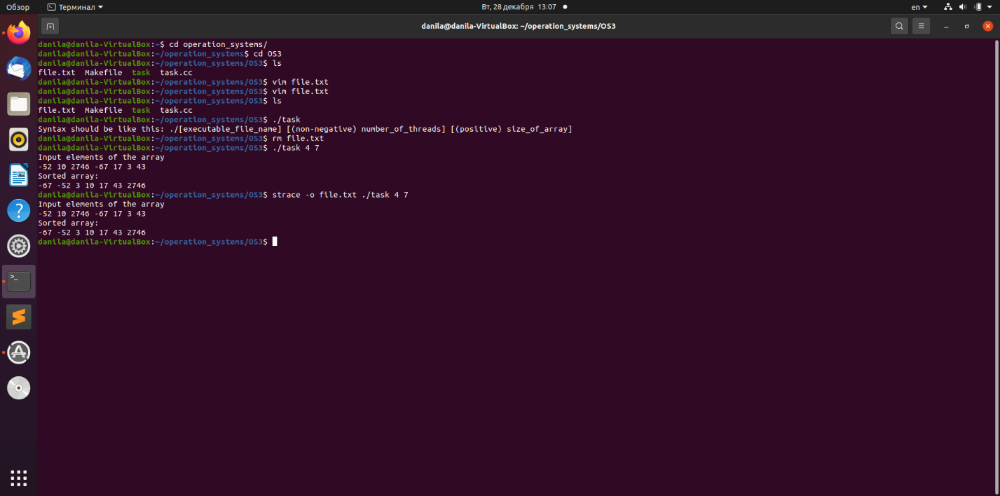 Обзор
Терминал
Вт, 28 декабря 13:07
en
danila@danila-VirtualBox: ~/operation_systems/OS3
danila@danila-VirtualBox:~$ cd operation_systems/
danila@danila-VirtualBox:~/operation_systems$ cd OS3
danila@danila-VirtualBox:~/operation_systems/OS3$ ls
file.txt  Makefile  task  task.cc
danila@danila-VirtualBox:~/operation_systems/OS3$ vim file.txt
danila@danila-VirtualBox:~/operation_systems/OS3$ vim file.txt
danila@danila-VirtualBox:~/operation_systems/OS3$ ls
file.txt  Makefile  task  task.cc
danila@danila-VirtualBox:~/operation_systems/OS3$ ./task
Syntax should be like this: ./[executable_file_name] [(non-negative) number_of_threads] [(positive) size_of_array]
danila@danila-VirtualBox:~/operation_systems/OS3$ rm file.txt
danila@danila-VirtualBox:~/operation_systems/OS3$ ./task 4 7
Input elements of the array
-52 10 2746 -67 17 3 43
Sorted array:
-67 -52 3 10 17 43 2746
danila@danila-VirtualBox:~/operation_systems/OS3$ strace -o file.txt ./task 4 7
Input elements of the array
-52 10 2746 -67 17 3 43
Sorted array:
-67 -52 3 10 17 43 2746
danila@danila-VirtualBox:~/operation_systems/OS3$